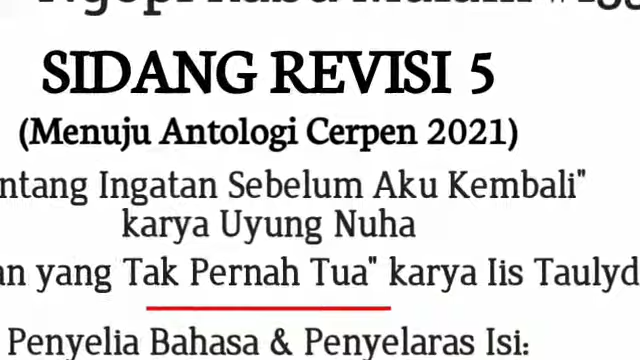 SIDANG REVISI 5
(Menuju Antologi Cerpen 2021)
Ingatan Sebelum Aku Kembali"
karya Uyung Nuha
yang Tak Pernah Tua" karya Iis
Penyelia Bahasa & Penyelaras Isi: